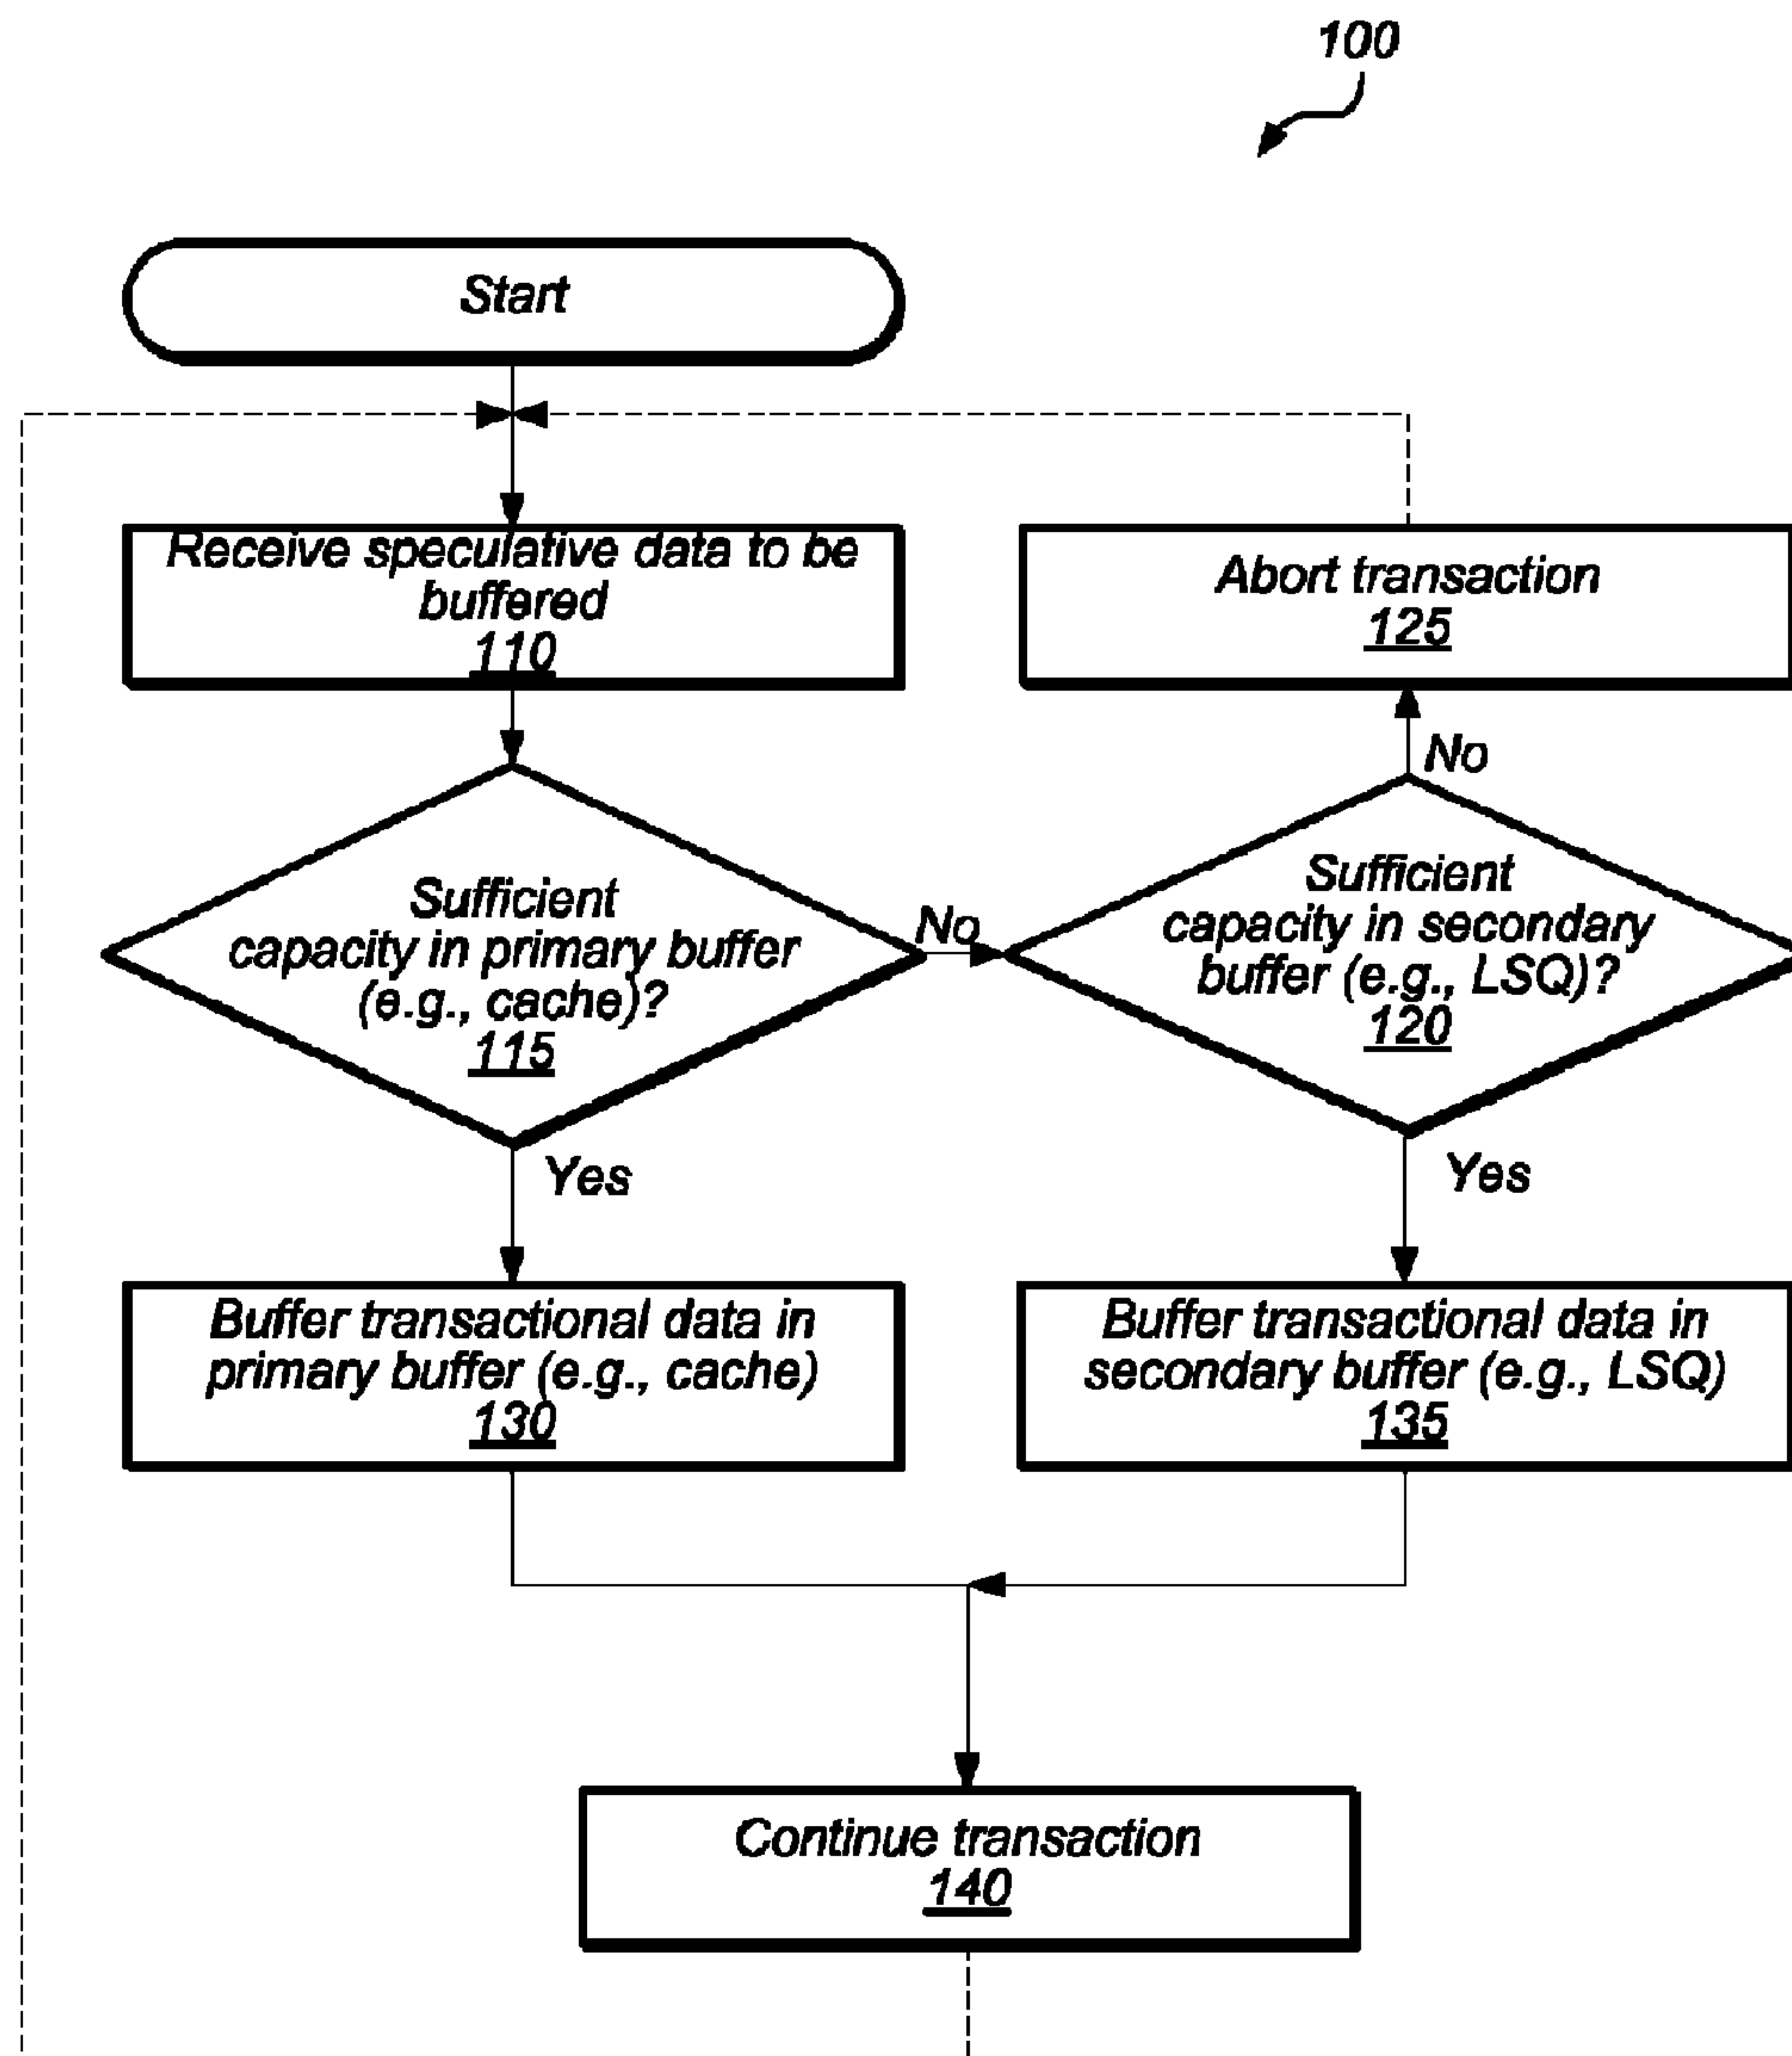 100
Start
Receive speculative data to be
buffered
110
Abort transaction
125
No
Sufficient
capacity in primary buffer
(e.g., cache)?
115
No
Sufficient
capacity in secondary
buffer (e.g., LSQ)?
120
Yes
Yes
Buffer transactional data in
primary buffer (e.g., cache)
130
Buffer transactional data in
secondary buffer (e.g., LSQ)
135
Continue transaction
140